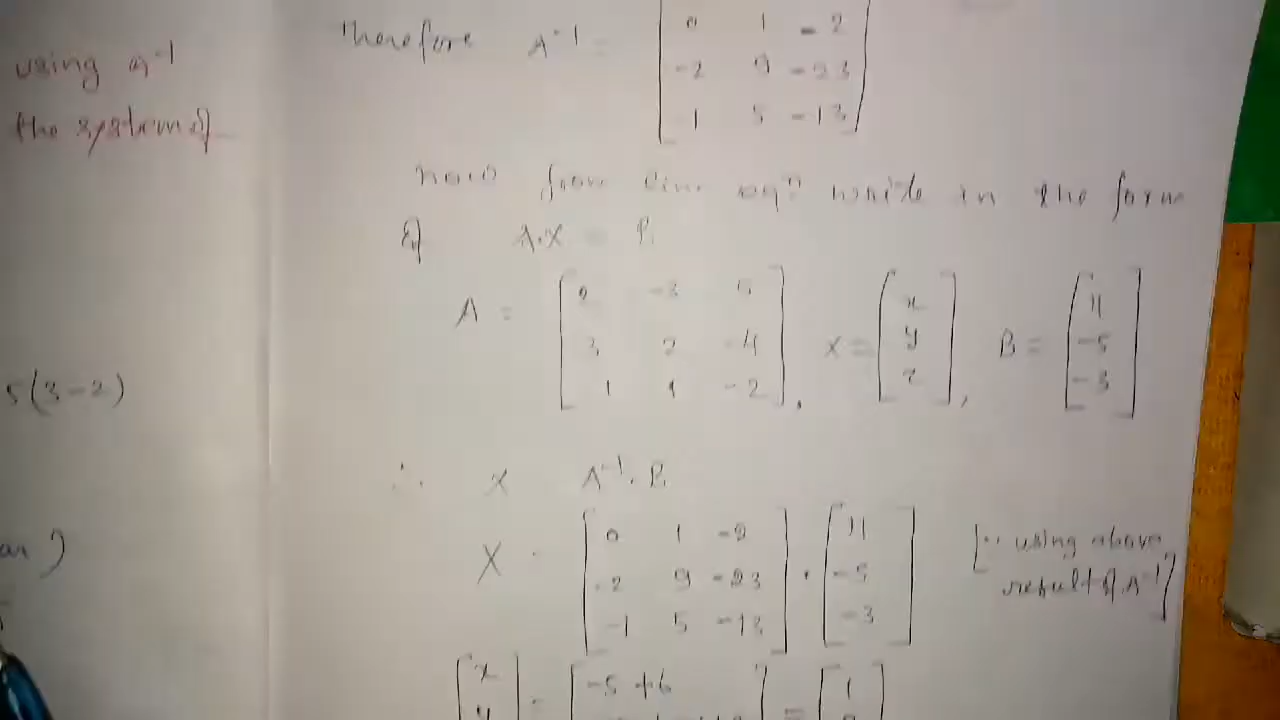 using A⁻¹
the system of
5(3-2)
Therefore A⁻¹ = [0 1 -2
-2 9 -23
-1 5 -13]
now from eqⁿ write in the form
of A.X = B
A = [2 -3 5
3 2 -4
1 1 -2], X = [x
y
z], B = [11
-5
-3]
∴ X A⁻¹. B
X = [0 1 -2
-2 9 -23
-1 5 -13] . [11
-5
-3] [∵ using above
result of A⁻¹]
[x
y = [-5+6 = [1